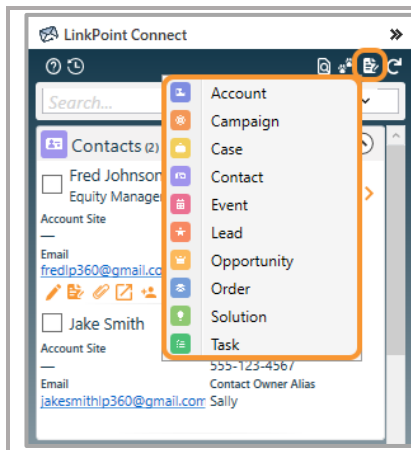 LinkPoint Connect
Search...
Account
Campaign
Case
Contact
Event
Lead
Opportunity
Order
Solution
Task
Contacts (2)
Fred Johnson
Equity Manage
Account Site
—
Email
fredlp360@gmail.co
Jake Smith
Account Site
—
555-123-4567
Email
Contact Owner Alias
jakesmithlp360@gmail.com
Sally